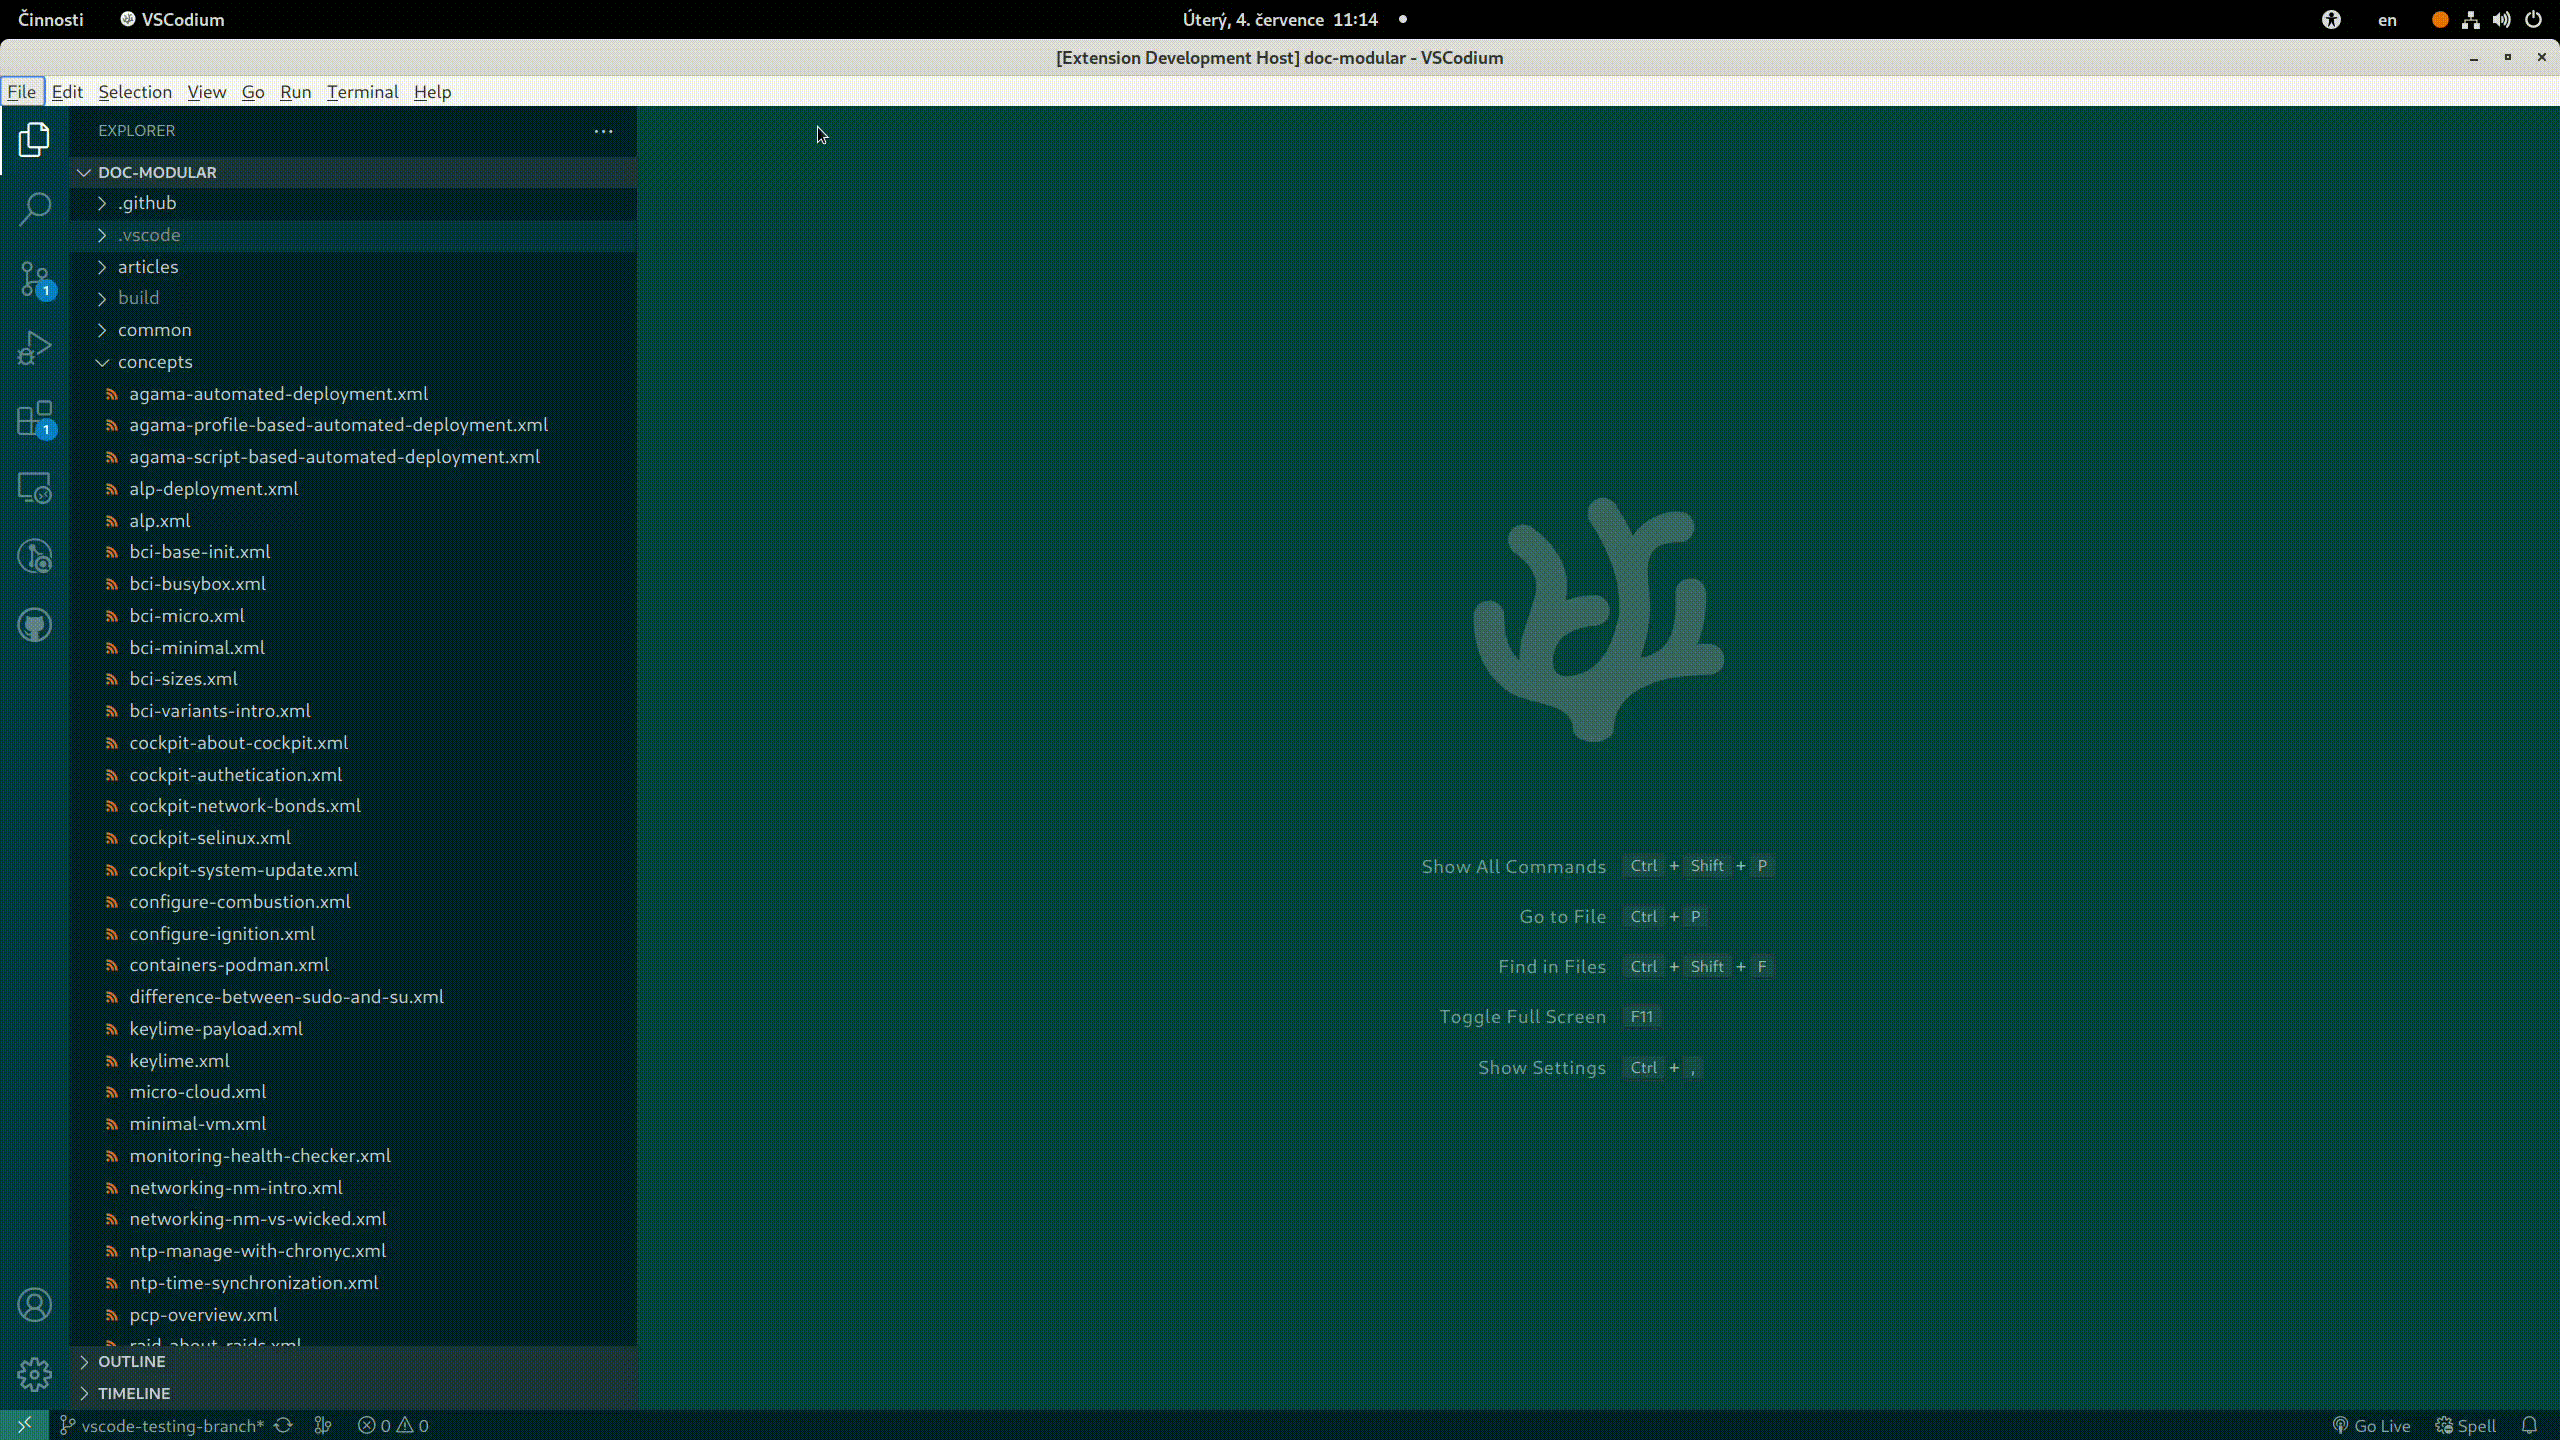 Činnosti VSCodium Úterý, 4. července 11:14 en
[Extension Development Host] doc-modular - VSCodium
File Edit Selection View Go Run Terminal Help
EXPLORER
DOC-MODULAR
.github
.vscode
articles
build
common
concepts
agama-automated-deployment.xml
agama-profile-based-automated-deployment.xml
agama-script-based-automated-deployment.xml
alp-deployment.xml
alp.xml
bci-base-init.xml
bci-busybox.xml
bci-micro.xml
bci-minimal.xml
bci-sizes.xml
bci-variants-intro.xml
cockpit-about-cockpit.xml
cockpit-authetication.xml
cockpit-network-bonds.xml
cockpit-selinux.xml
cockpit-system-update.xml
configure-combustion.xml
configure-ignition.xml
containers-podman.xml
difference-between-sudo-and-su.xml
keylime-payload.xml
keylime.xml
micro-cloud.xml
minimal-vm.xml
monitoring-health-checker.xml
networking-nm-intro.xml
networking-nm-vs-wicked.xml
ntp-manage-with-chronyc.xml
ntp-time-synchronization.xml
pcp-overview.xml
raid-about-raids.xml
OUTLINE
TIMELINE
1
1
Show All Commands Ctrl + Shift + P
Go to File Ctrl + P
Find in Files Ctrl + Shift + F
Toggle Full Screen F11
Show Settings Ctrl + ,
vscode-testing-branch* 0 0 Go Live Spell